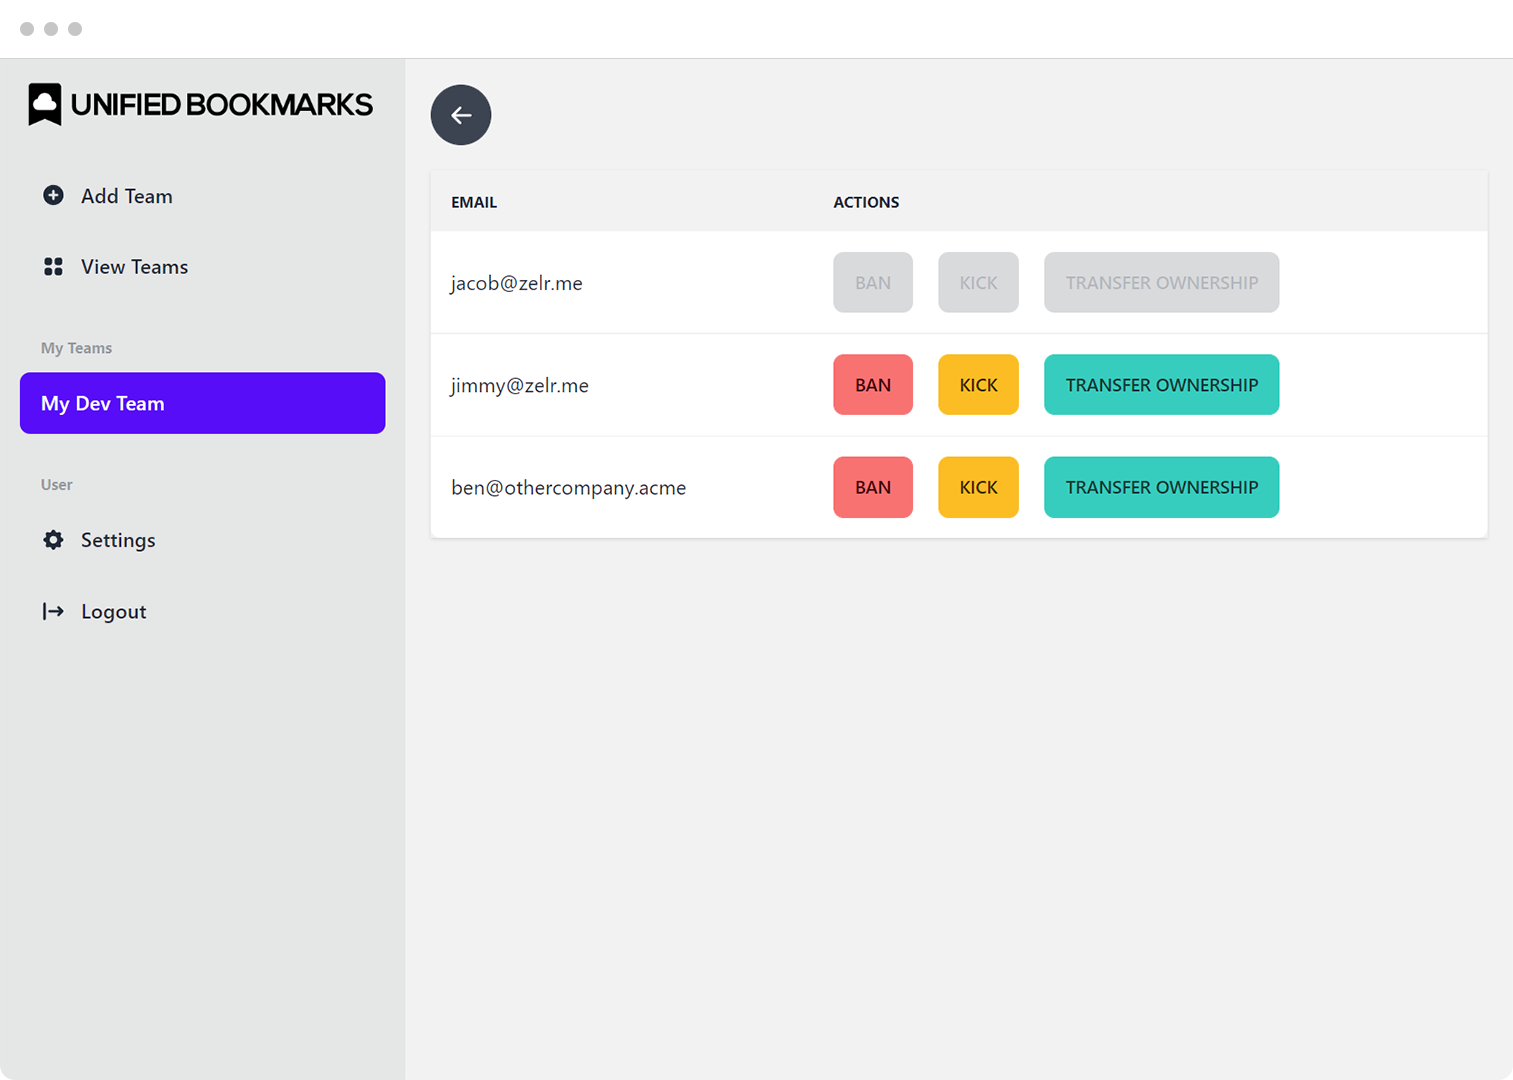 UNIFIED BOOKMARKS
Add Team
View Teams
My Teams
My Dev Team
User
Settings
Logout
EMAIL ACTIONS
jacob@zelr.me BAN KICK TRANSFER OWNERSHIP
jimmy@zelr.me BAN KICK TRANSFER OWNERSHIP
ben@othercompany.acme BAN KICK TRANSFER OWNERSHIP